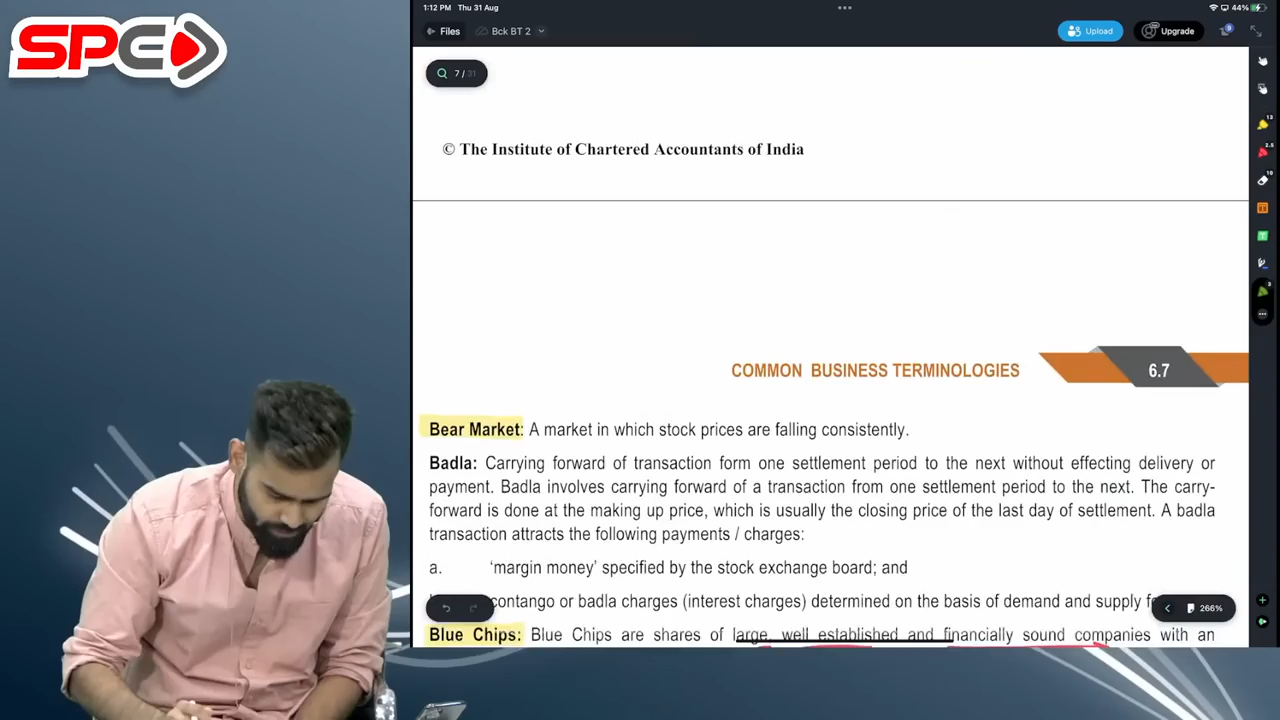 SPC
1:12 PM Thu 31 Aug
44%
Files
Bck BT 2
Upload
Upgrade
7 / 31
© The Institute of Chartered Accountants of India
COMMON BUSINESS TERMINOLOGIES 6.7
Bear Market: A market in which stock prices are falling consistently.
Badla: Carrying forward of transaction form one settlement period to the next without effecting delivery or
payment. Badla involves carrying forward of a transaction from one settlement period to the next. The carry-
forward is done at the making up price, which is usually the closing price of the last day of settlement. A badla
transaction attracts the following payments / charges:
a. ‘margin money’ specified by the stock exchange board; and
contango or badla charges (interest charges) determined on the basis of demand and supply
266%
Blue Chips: Blue Chips are shares of large, well established and financially sound companies with an